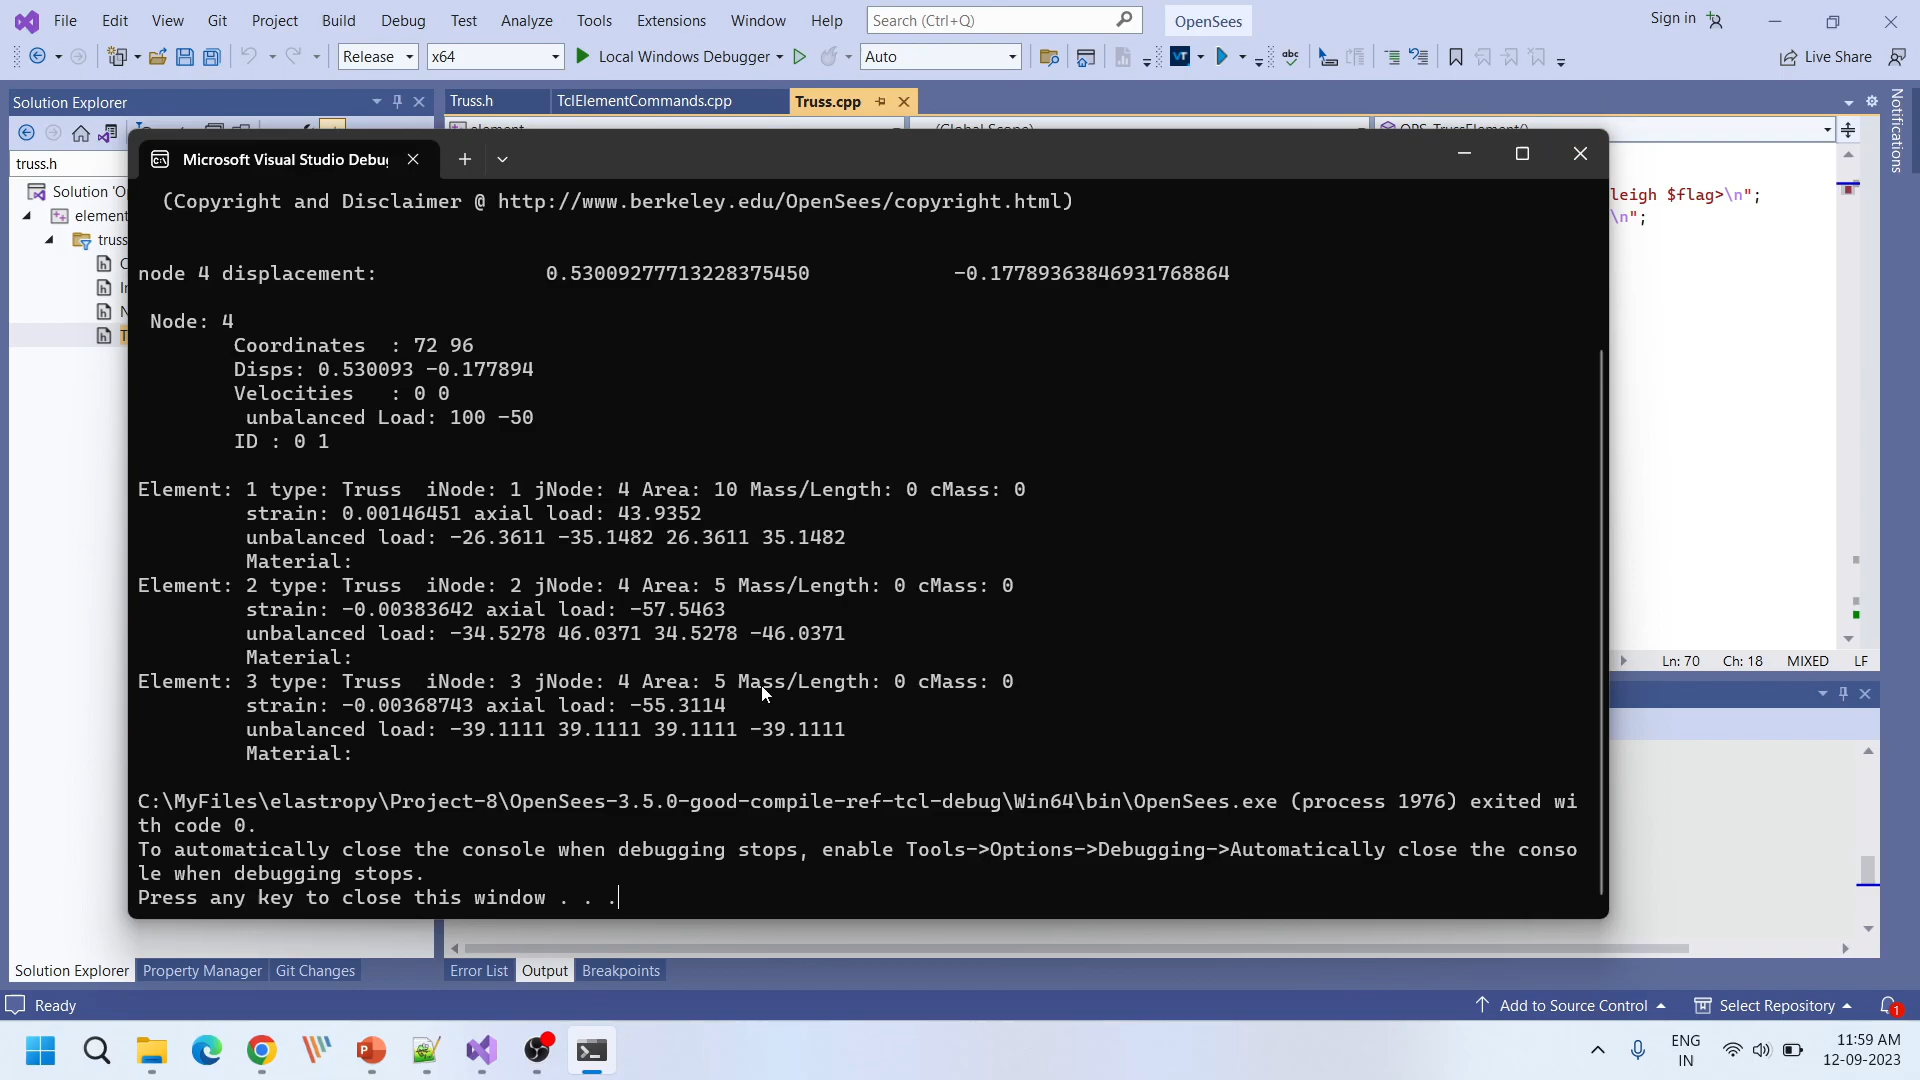 File Edit View Git Project Build Debug Test Analyze Tools Extensions Window Help Search (Ctrl+Q) OpenSees Sign in
Release x64 Local Windows Debugger Auto Live Share
Solution Explorer Truss.h TclElementCommands.cpp Truss.cpp
Notifications
truss.h
Solution 'O
element
truss
Microsoft Visual Studio Debu
(Copyright and Disclaimer @ http://www.berkeley.edu/OpenSees/copyright.html)
leigh $flag>\n";
\n";
node 4 displacement: 0.53009277713228375450 -0.17789363846931768864
Node: 4
Coordinates : 72 96
Disps: 0.530093 -0.177894
Velocities : 0 0
unbalanced Load: 100 -50
ID : 0 1
Element: 1 type: Truss iNode: 1 jNode: 4 Area: 10 Mass/Length: 0 cMass: 0
strain: 0.00146451 axial load: 43.9352
unbalanced load: -26.3611 -35.1482 26.3611 35.1482
Material:
Element: 2 type: Truss iNode: 2 jNode: 4 Area: 5 Mass/Length: 0 cMass: 0
strain: -0.00383642 axial load: -57.5463
unbalanced load: -34.5278 46.0371 34.5278 -46.0371
Material:
Element: 3 type: Truss iNode: 3 jNode: 4 Area: 5 Mass/Length: 0 cMass: 0
strain: -0.00368743 axial load: -55.3114
unbalanced load: -39.1111 39.1111 39.1111 -39.1111
Material:
C:\MyFiles\elastropy\Project-8\OpenSees-3.5.0-good-compile-ref-tcl-debug\Win64\bin\OpenSees.exe (process 1976) exited wi
th code 0.
To automatically close the console when debugging stops, enable Tools->Options->Debugging->Automatically close the conso
le when debugging stops.
Press any key to close this window . . .
Ln: 70 Ch: 18 MIXED LF
Solution Explorer Property Manager Git Changes Error List Output Breakpoints
Ready Add to Source Control Select Repository 1
ENG
IN
11:59 AM
12-09-2023